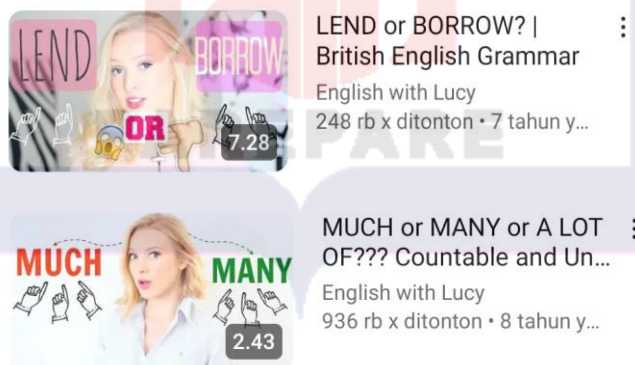 LEND
BORROW
OR
7.28
LEND or BORROW? |
British English Grammar
English with Lucy
248 rb x ditonton • 7 tahun y...
MUCH
MANY
2.43
MUCH or MANY or A LOT
OF??? Countable and Un...
English with Lucy
936 rb x ditonton • 8 tahun y...